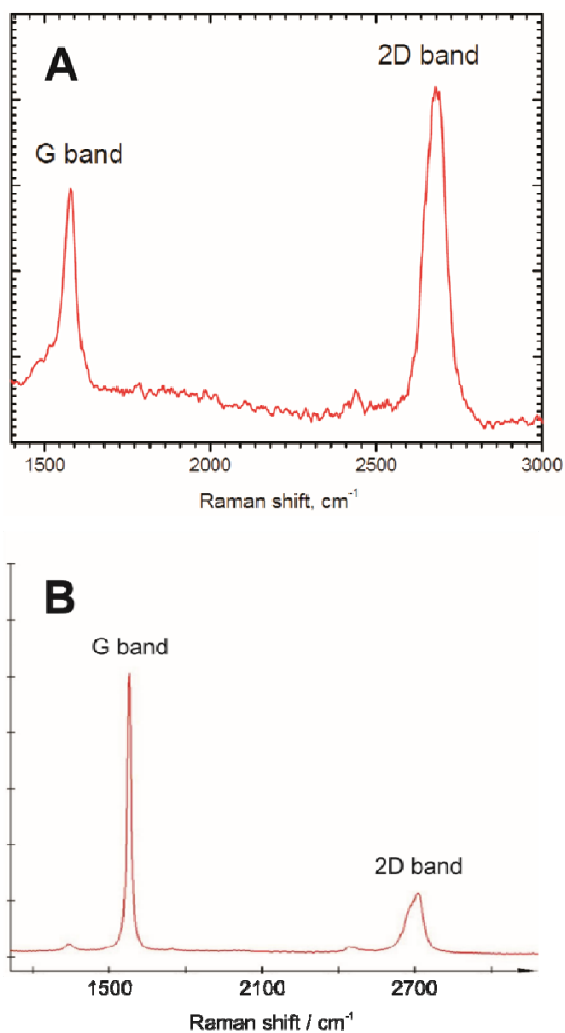 A
2D band
G band
1500 2000 2500 3000
Raman shift, cm⁻¹
B
G band
2D band
1500 2100 2700
Raman shift / cm⁻¹